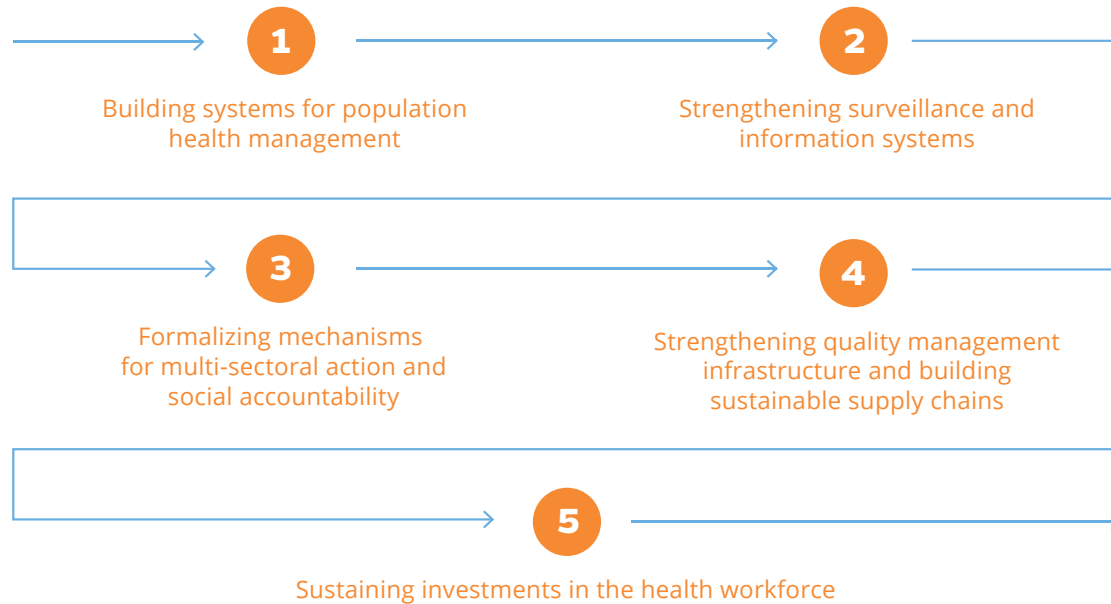 1
Building systems for population
health management
2
Strengthening surveillance and
information systems
3
Formalizing mechanisms
for multi-sectoral action and
social accountability
4
Strengthening quality management
infrastructure and building
sustainable supply chains
5
Sustaining investments in the health workforce